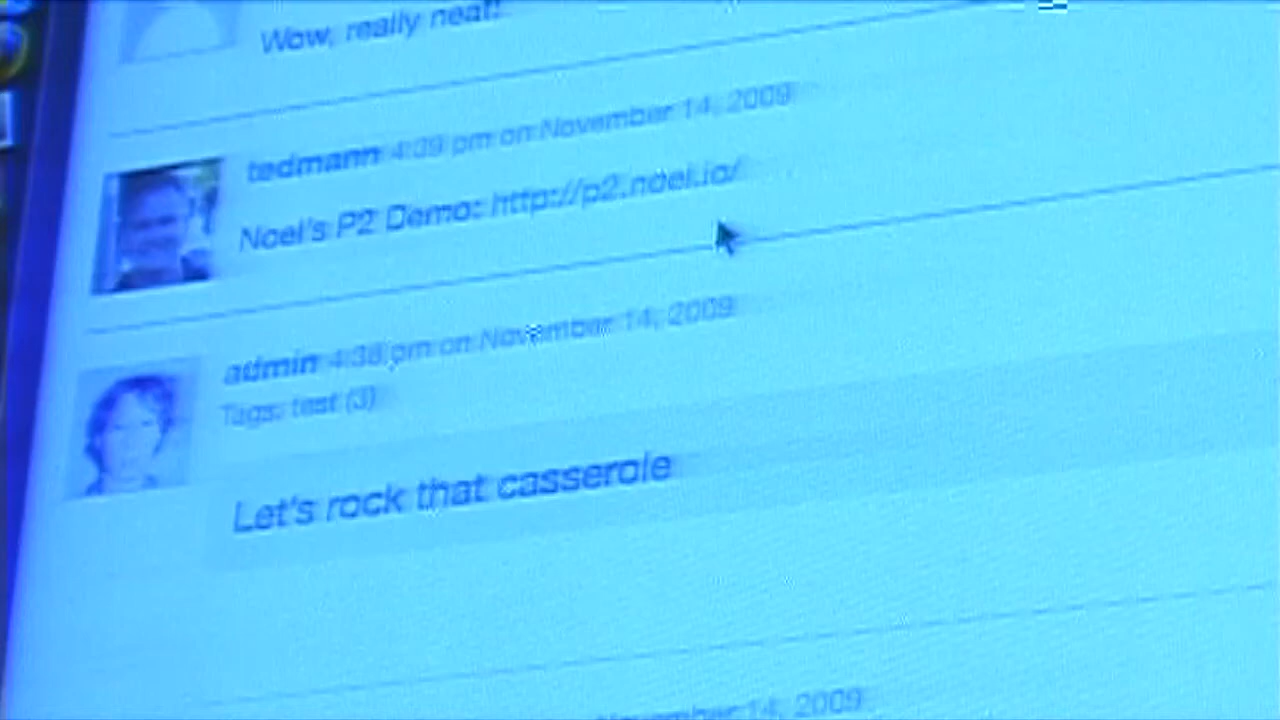 Wow, really neat!
tedmann 4:39 pm on November 14, 2009
Noel's P2 Demo: http://p2.noel.io/
admin 4:38 pm on November 14, 2009
Tags: test (3)
Let's rock that casserole
November 14, 2009